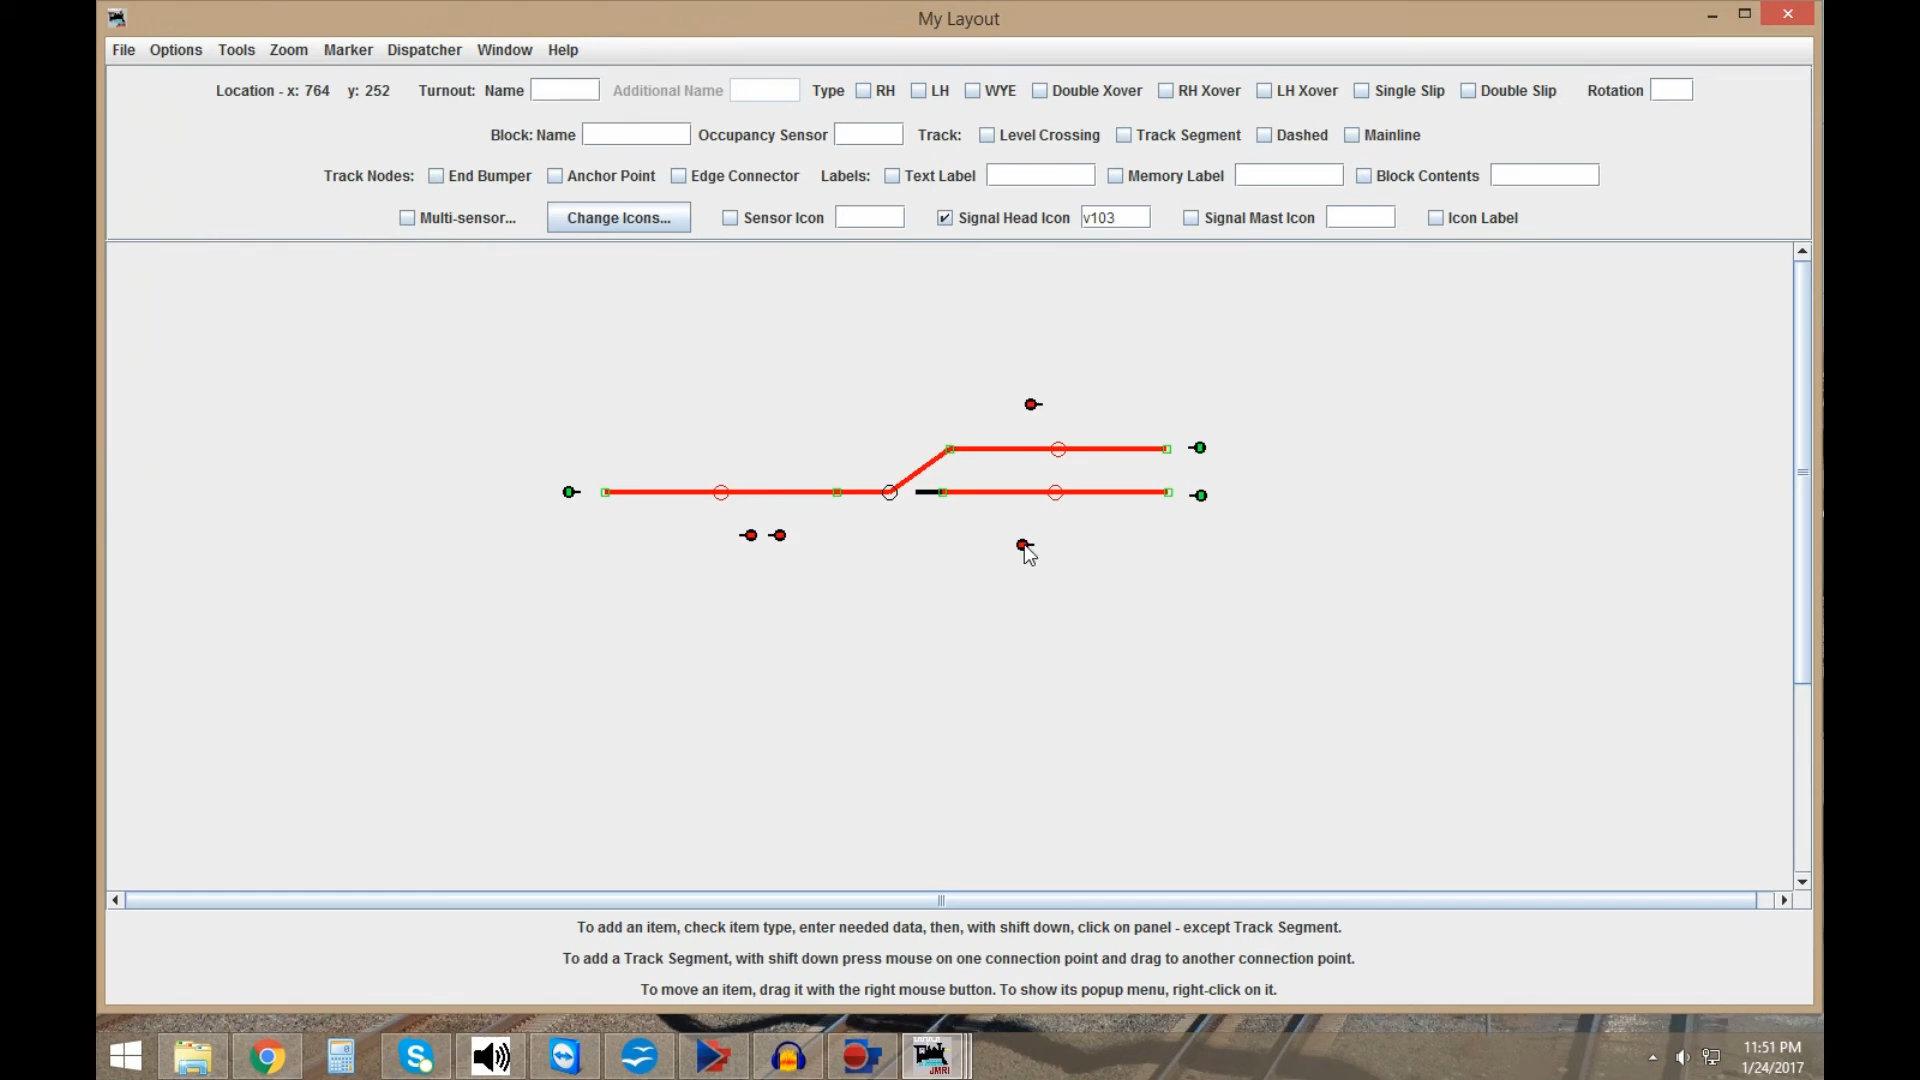 My Layout
File Options Tools Zoom Marker Dispatcher Window Help
Location - x: 764 y: 252 Turnout: Name Additional Name Type RH LH WYE Double Xover RH Xover LH Xover Single Slip Double Slip Rotation
Block: Name Occupancy Sensor Track: Level Crossing Track Segment Dashed Mainline
Track Nodes: End Bumper Anchor Point Edge Connector Labels: Text Label Memory Label Block Contents
Multi-sensor... Change Icons... Sensor Icon Signal Head Icon v103 Signal Mast Icon Icon Label
To add an item, check item type, enter needed data, then, with shift down, click on panel - except Track Segment.
To add a Track Segment, with shift down press mouse on one connection point and drag to another connection point.
To move an item, drag it with the right mouse button. To show its popup menu, right-click on it.
JMRI
11:51 PM
1/24/2017